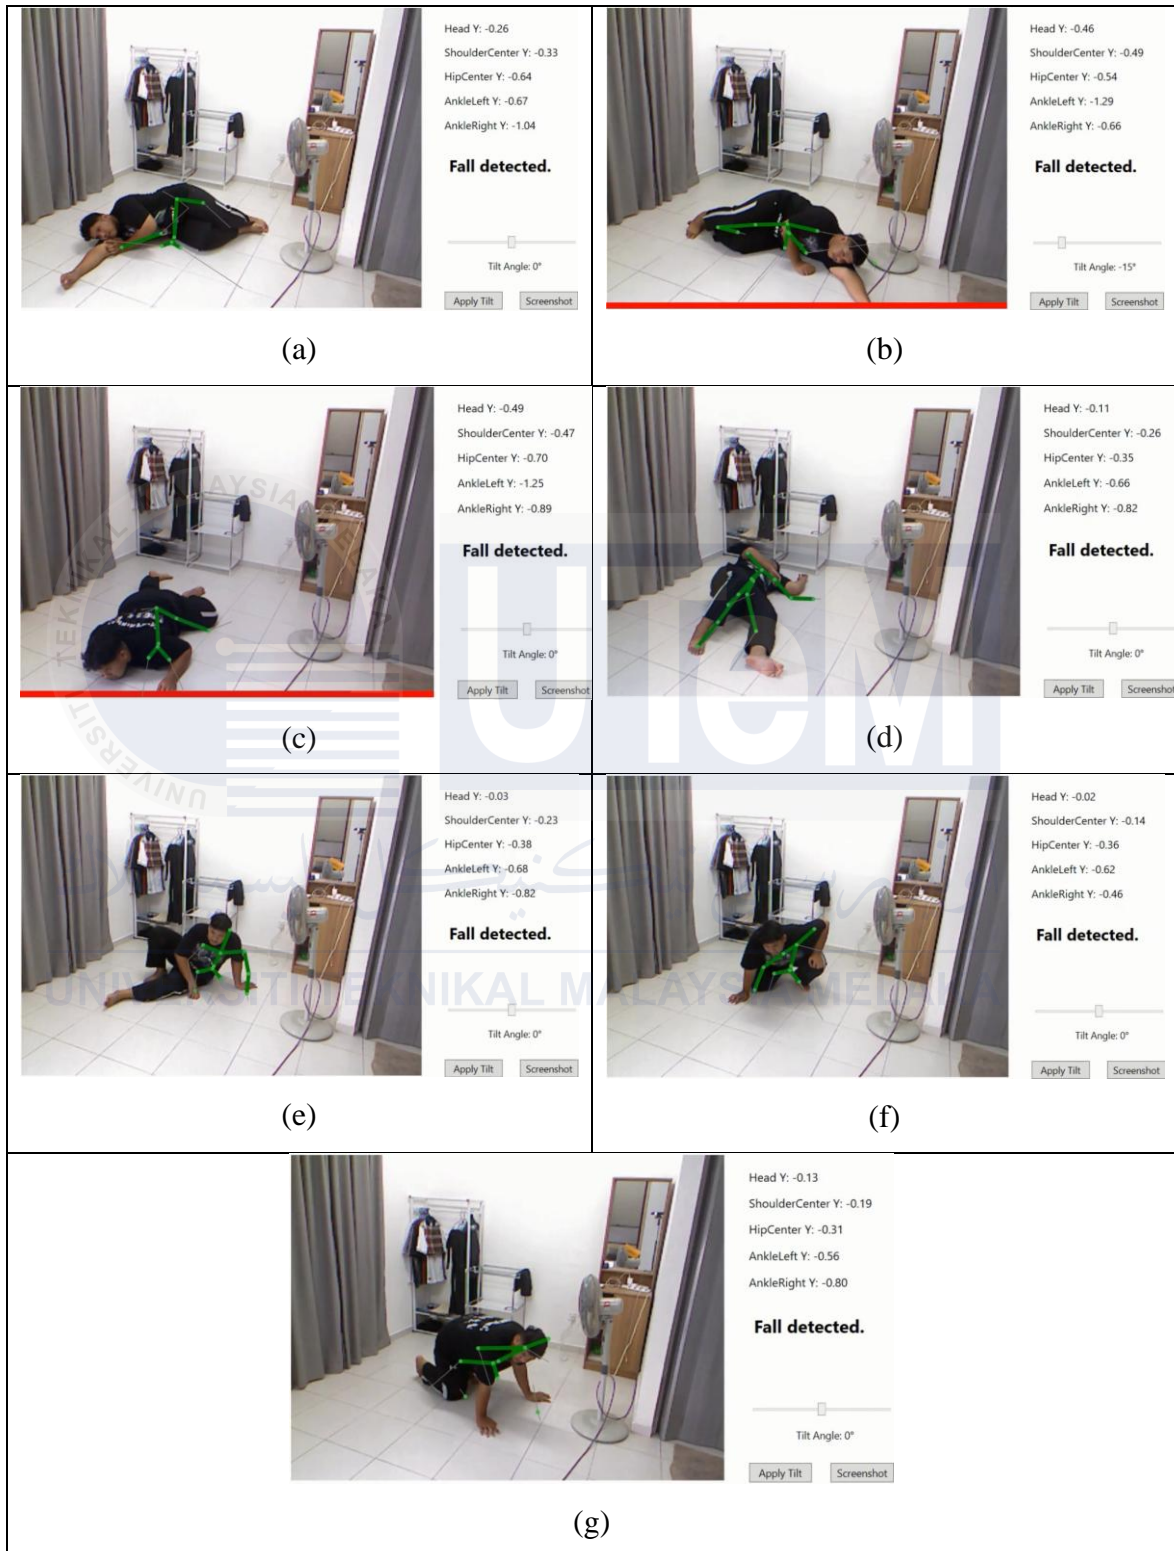 Head Y: -0.26
ShoulderCenter Y: -0.33
HipCenter Y: -0.64
AnkleLeft Y: -0.67
AnkleRight Y: -1.04
Fall detected.
Tilt Angle: 0°
Apply Tilt Screenshot
(a)
Head Y: -0.46
ShoulderCenter Y: -0.49
HipCenter Y: -0.54
AnkleLeft Y: -1.29
AnkleRight Y: -0.66
Fall detected.
Tilt Angle: -15°
Apply Tilt Screenshot
(b)
Head Y: -0.49
ShoulderCenter Y: -0.47
HipCenter Y: -0.70
AnkleLeft Y: -1.25
AnkleRight Y: -0.89
Fall detected.
Tilt Angle: 0°
Apply Tilt Screenshot
(c)
Head Y: -0.11
ShoulderCenter Y: -0.26
HipCenter Y: -0.35
AnkleLeft Y: -0.66
AnkleRight Y: -0.82
Fall detected.
Tilt Angle: 0°
Apply Tilt Screenshot
(d)
Head Y: -0.03
ShoulderCenter Y: -0.23
HipCenter Y: -0.38
AnkleLeft Y: -0.68
AnkleRight Y: -0.82
Fall detected.
Tilt Angle: 0°
Apply Tilt Screenshot
(e)
Head Y: -0.02
ShoulderCenter Y: -0.14
HipCenter Y: -0.36
AnkleLeft Y: -0.62
AnkleRight Y: -0.46
Fall detected.
Tilt Angle: 0°
Apply Tilt Screenshot
(f)
Head Y: -0.13
ShoulderCenter Y: -0.19
HipCenter Y: -0.31
AnkleLeft Y: -0.56
AnkleRight Y: -0.80
Fall detected.
Tilt Angle: 0°
Apply Tilt Screenshot
(g)
UTeM
UNIVERSITI TEKNIKAL MALAYSIA MELAKA